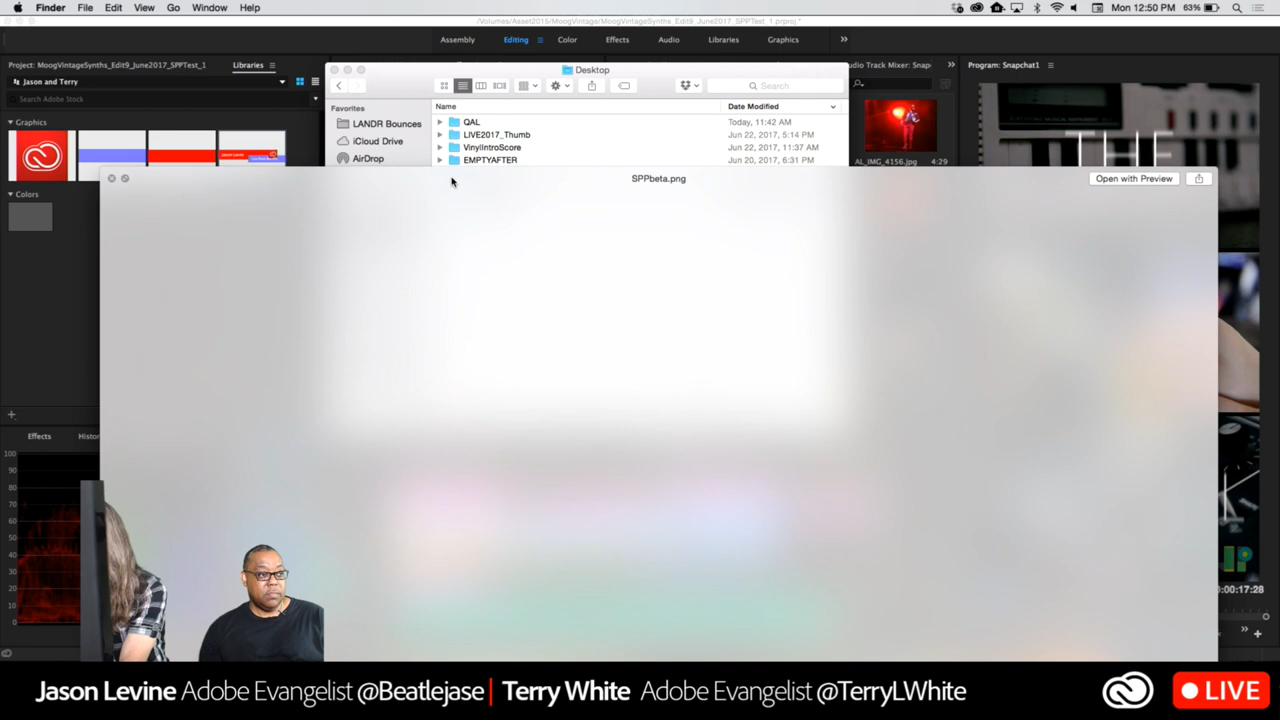 Finder File Edit View Go Window Help Mon 12:50 PM 63%
/Volumes/Asset2015/MoogVintage/MoogVintageSynths_Edit9_June2017_SPPTest_1.prproj *
Assembly Editing Color Effects Audio Libraries Graphics
Project: MoogVintageSynths_Edit9_June2017_SPPTest_1 Libraries
Desktop
udio Track Mixer: Snap
Program: Snapchat1
Jason and Terry
Search
Search Adobe Stock
Favorites
Name Date Modified
Graphics
LANDR Bounces
QAL Today, 11:42 AM
LIVE2017_Thumb Jun 22, 2017, 5:14 PM
iCloud Drive
VinylIntroScore Jun 22, 2017, 11:37 AM
AirDrop
EMPTYAFTER Jun 20, 2017, 6:31 PM
AL_IMG_4156.jpg 4:29
THE
Colors
SPPbeta.png
Open with Preview
Effects Histo
100
90
80
70
60
50
40
30
20
10
0
0:00:17:28
Jason Levine Adobe Evangelist @Beatlejase | Terry White Adobe Evangelist @TerryLWhite
LIVE